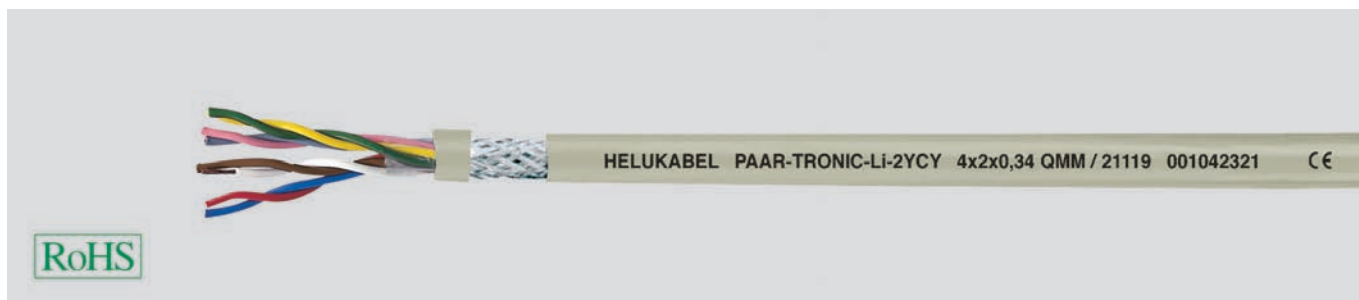 HELUKABEL PAAR-TRONIC-Li-2YCY 4x2x0,34 QMM / 21119 001042321 CE
RoHS